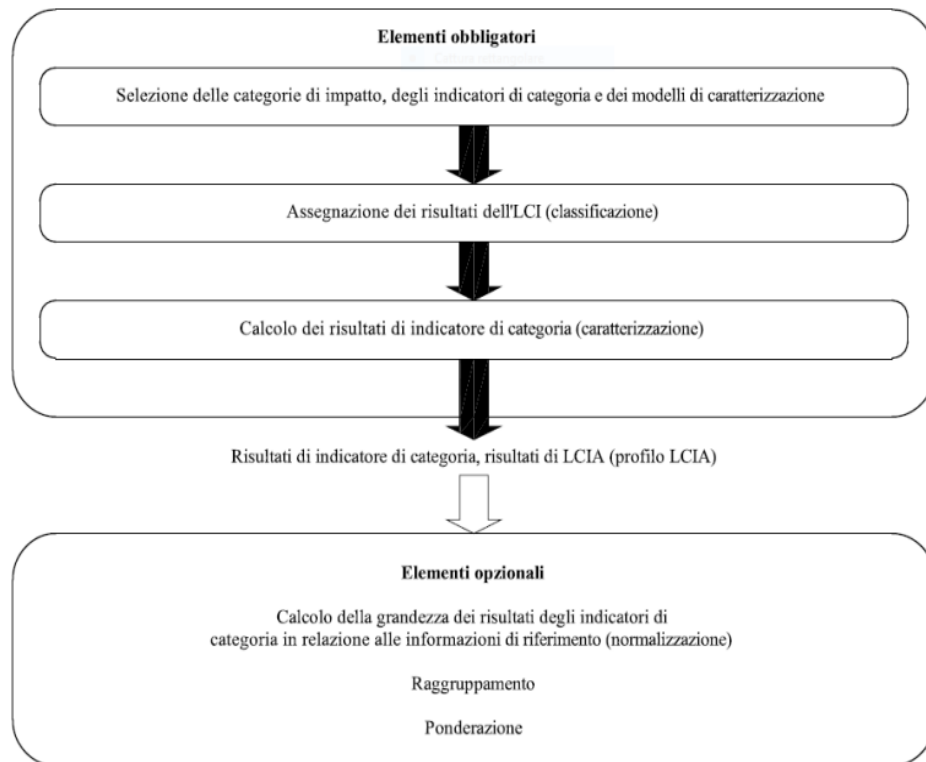 Elementi obbligatori
Selezione delle categorie di impatto, degli indicatori di categoria e dei modelli di caratterizzazione
Assegnazione dei risultati dell'LCI (classificazione)
Calcolo dei risultati di indicatore di categoria (caratterizzazione)
Risultati di indicatore di categoria, risultati di LCIA (profilo LCIA)
Elementi opzionali
Calcolo della grandezza dei risultati degli indicatori di
categoria in relazione alle informazioni di riferimento (normalizzazione)
Raggruppamento
Ponderazione